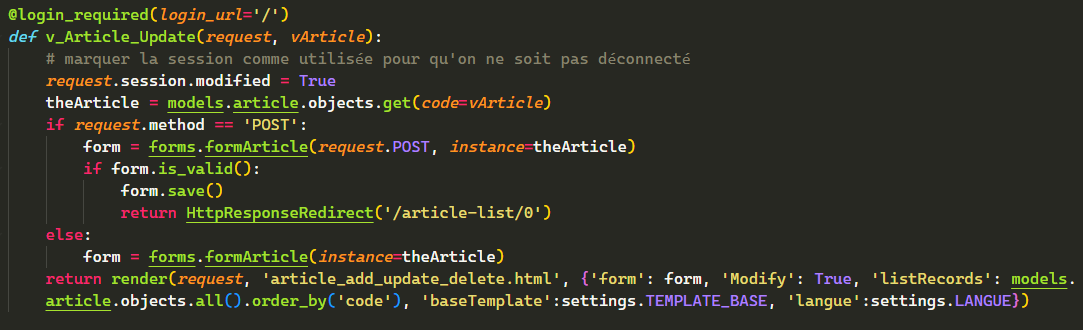 @login_required(login_url='/')
def v_Article_Update(request, vArticle):
    # marquer la session comme utilisée pour qu'on ne soit pas déconnecté
    request.session.modified = True
    theArticle = models.article.objects.get(code=vArticle)
    if request.method == 'POST':
        form = forms.formArticle(request.POST, instance=theArticle)
        if form.is_valid():
            form.save()
            return HttpResponseRedirect('/article-list/0')
    else:
        form = forms.formArticle(instance=theArticle)
    return render(request, 'article_add_update_delete.html', {'form': form, 'Modify': True, 'listRecords': models.
    article.objects.all().order_by('code'), 'baseTemplate':settings.TEMPLATE_BASE, 'langue':settings.LANGUE})